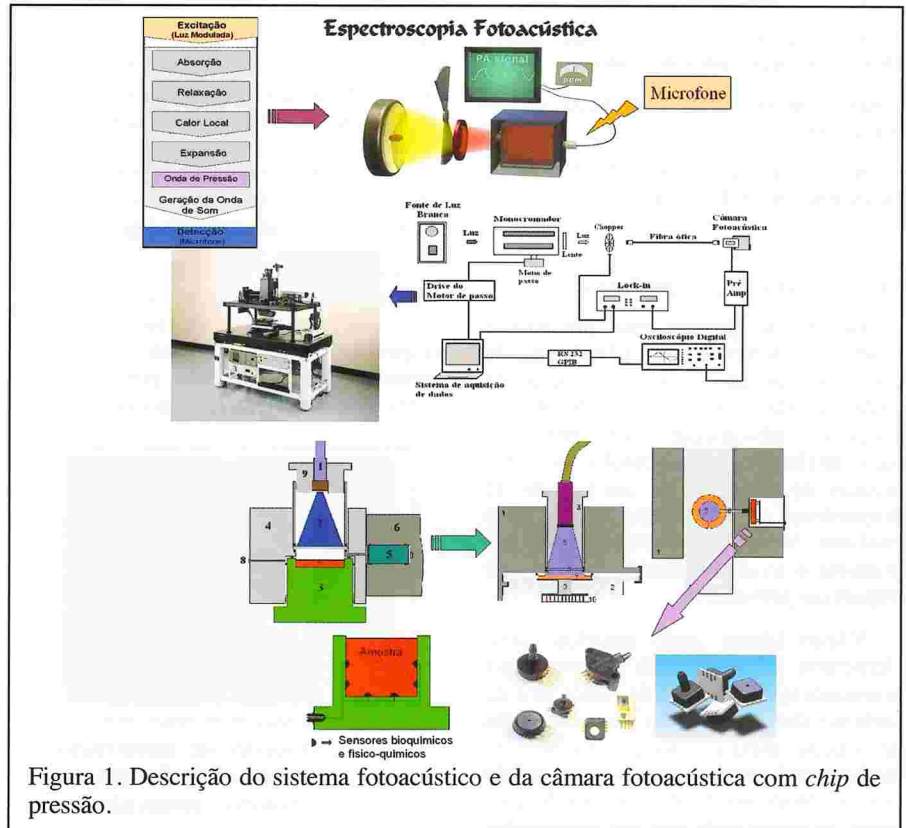 Espectroscopia Fotoacústica
Excitação
(Luz Modulada)
Absorção
Relaxação
Calor Local
Expansão
Onda de Pressão
Geração da Onda
de Som
Detecção
(Microfone)
PA signal
ppm
Microfone
Fonte de Luz
Branca
Luz
Monocromador
Lente
Luz
Chopper
Fibra ótica
Câmara
Fotoacústica
Motor de
passo
Drive do
Motor de passo
Lock-in
Pré
Amp
Osciloscópio Digital
RS 232
GPIB
Sistema de aquisição
de dados
1
9
4
6
5
8
3
1
3
2
10
Amostra
Sensores bioquímicos
e físico-químicos
Figura 1. Descrição do sistema fotoacústico e da câmara fotoacústica com chip de
pressão.